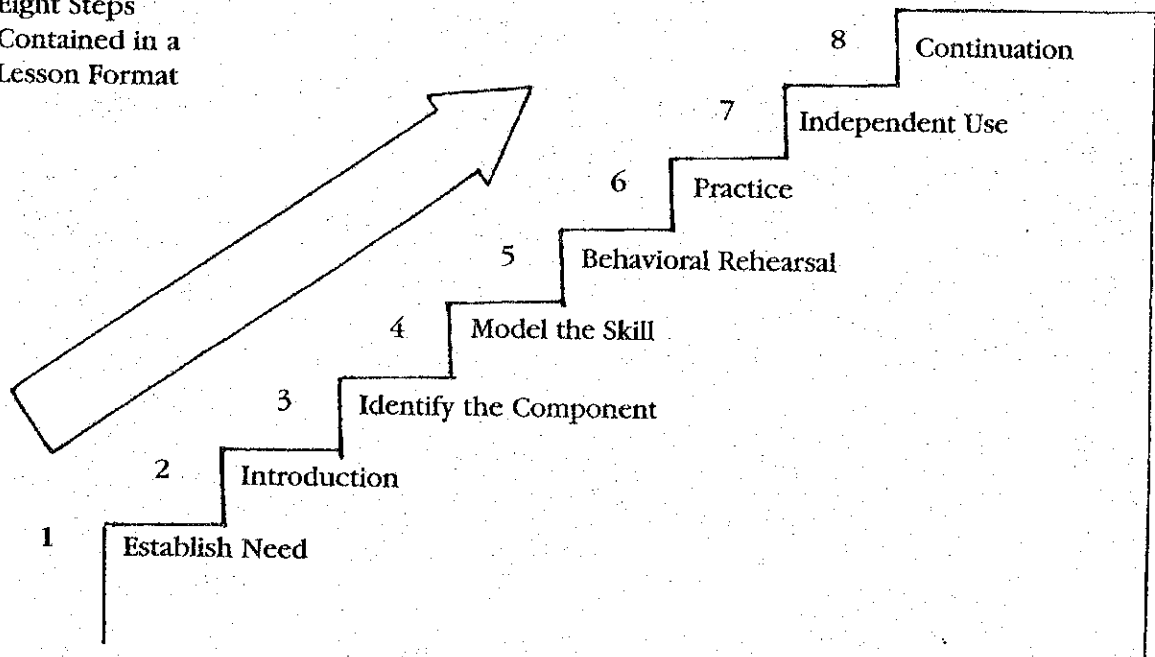 Eight Steps
Contained in a
Lesson Format
8 Continuation
7 Independent Use
6 Practice
5 Behavioral Rehearsal
4 Model the Skill
3 Identify the Component
2 Introduction
1 Establish Need